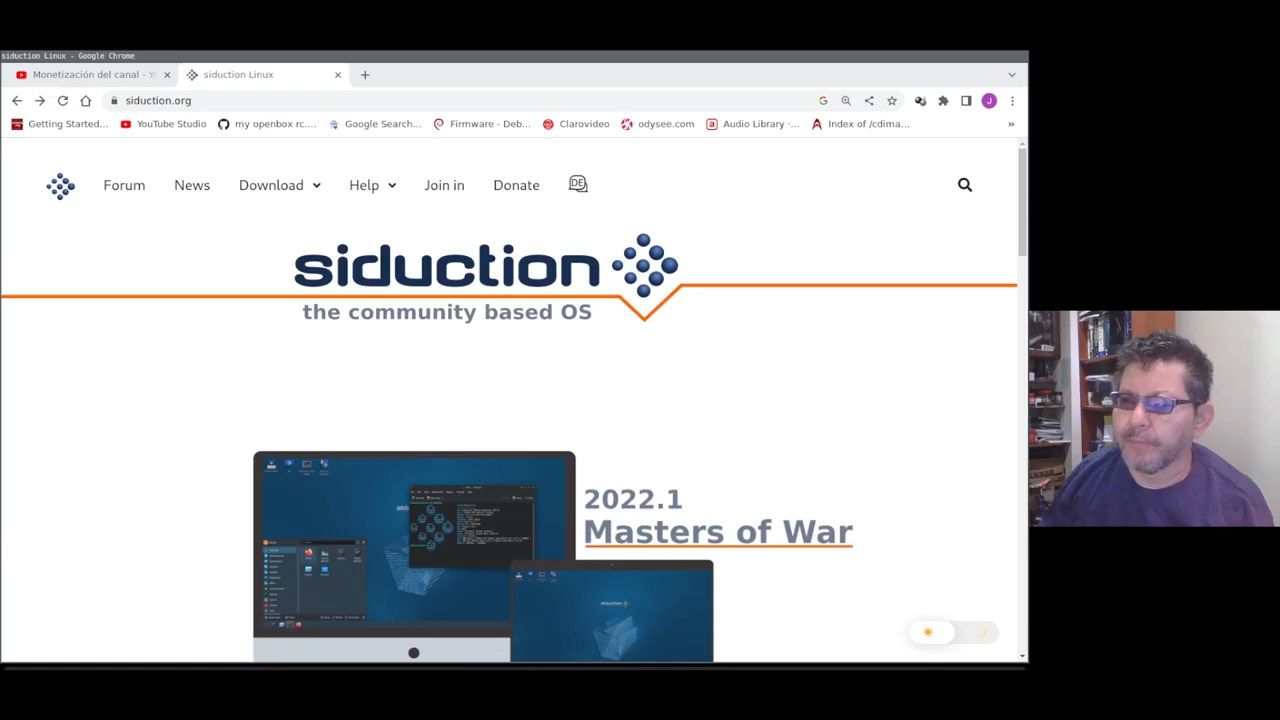 siduction Linux - Google Chrome
Monetización del canal - Y
siduction Linux
siduction.org
J
Getting Started...
YouTube Studio
my openbox rc....
Google Search...
Firmware - Deb...
Clarovideo
odysee.com
Audio Library -...
Index of /cdima...
»
Forum
News
Download
Help
Join in
Donate
DE
siduction
the community based OS
2022.1
Masters of War
siduction